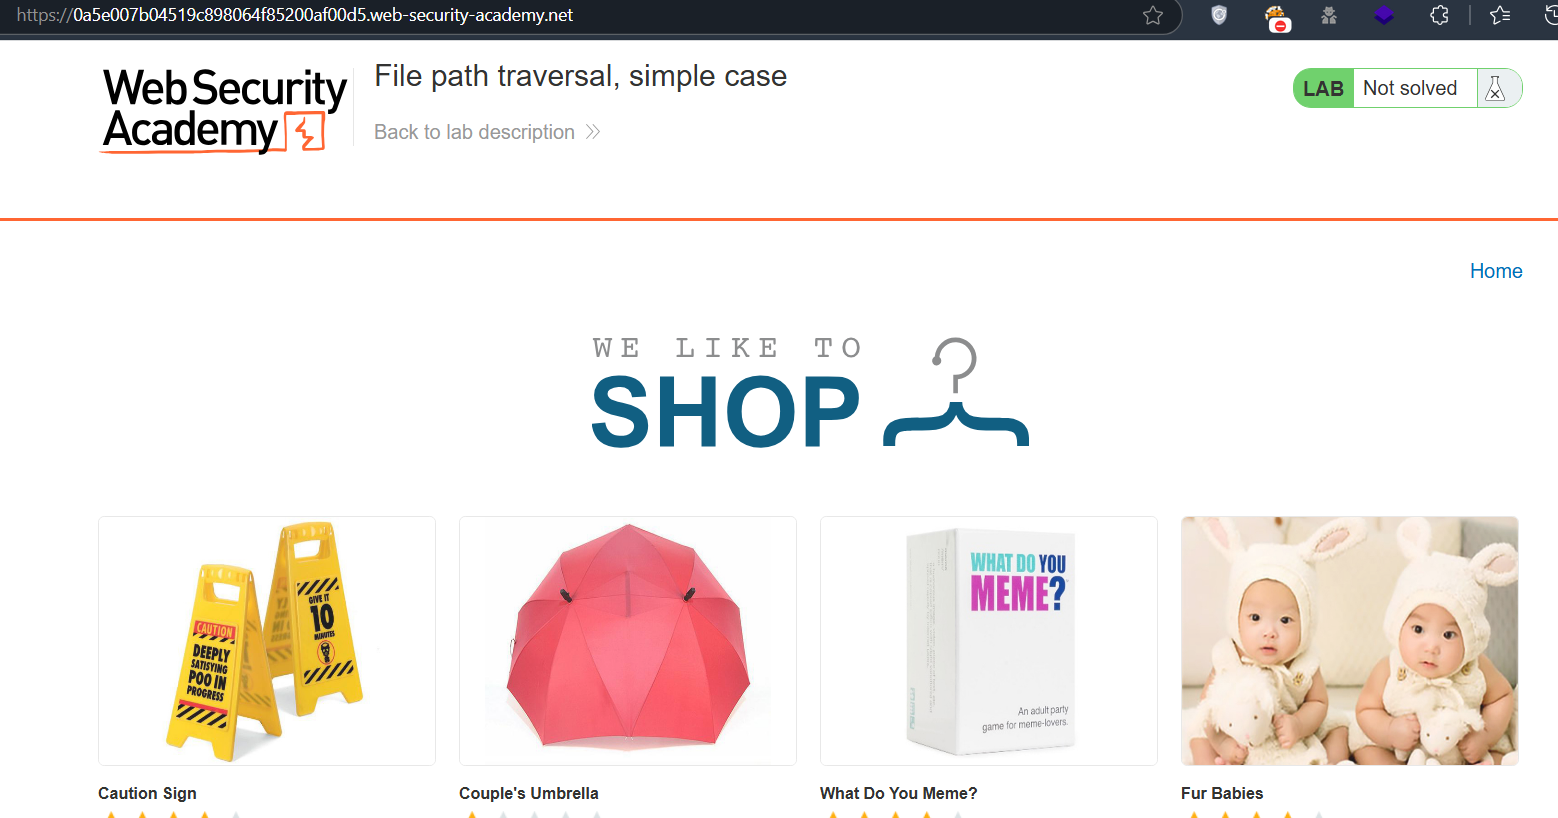 https://0a5e007b04519c898064f85200af00d5.web-security-academy.net
Web Security
Academy
File path traversal, simple case
Back to lab description
LAB Not solved
Home
WE LIKE TO
SHOP
CAUTION
DEEPLY
SATISFYING
POO IN
PROGRESS
GIVE IT
10
MINUTES
WHAT DO YOU
MEME?
An adult party
game for meme-lovers.
Caution Sign
Couple's Umbrella
What Do You Meme?
Fur Babies